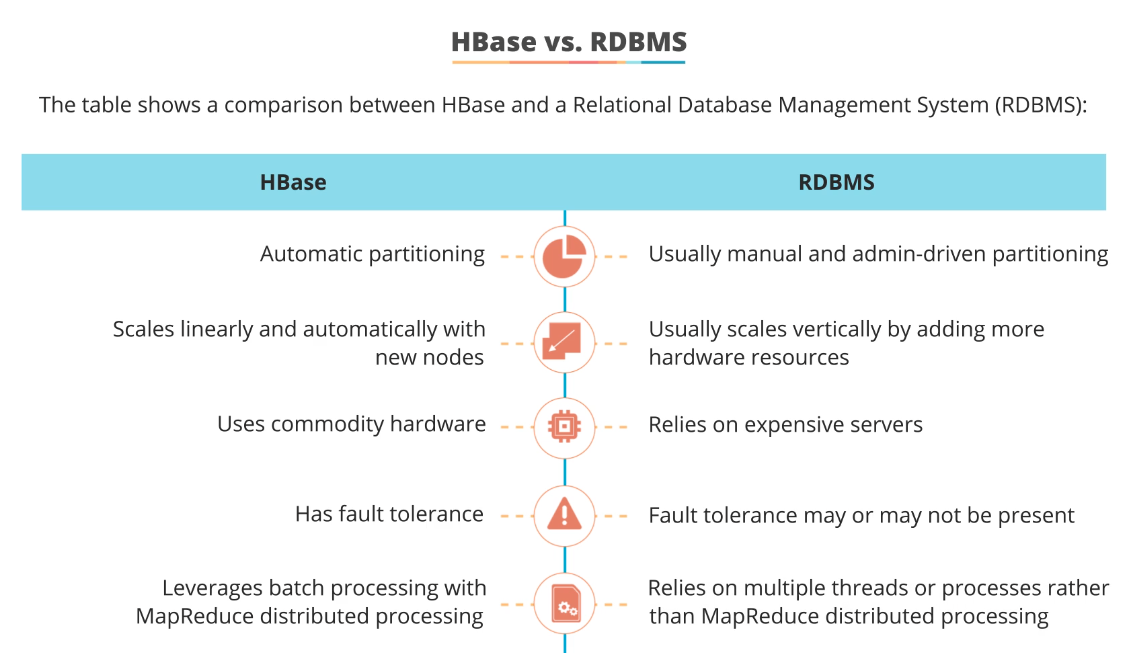 HBase vs. RDBMS
The table shows a comparison between HBase and a Relational Database Management System (RDBMS):
HBase
RDBMS
Automatic partitioning
Usually manual and admin-driven partitioning
Scales linearly and automatically with
new nodes
Usually scales vertically by adding more
hardware resources
Uses commodity hardware
Relies on expensive servers
Has fault tolerance
Fault tolerance may or may not be present
Leverages batch processing with
MapReduce distributed processing
Relies on multiple threads or processes rather
than MapReduce distributed processing